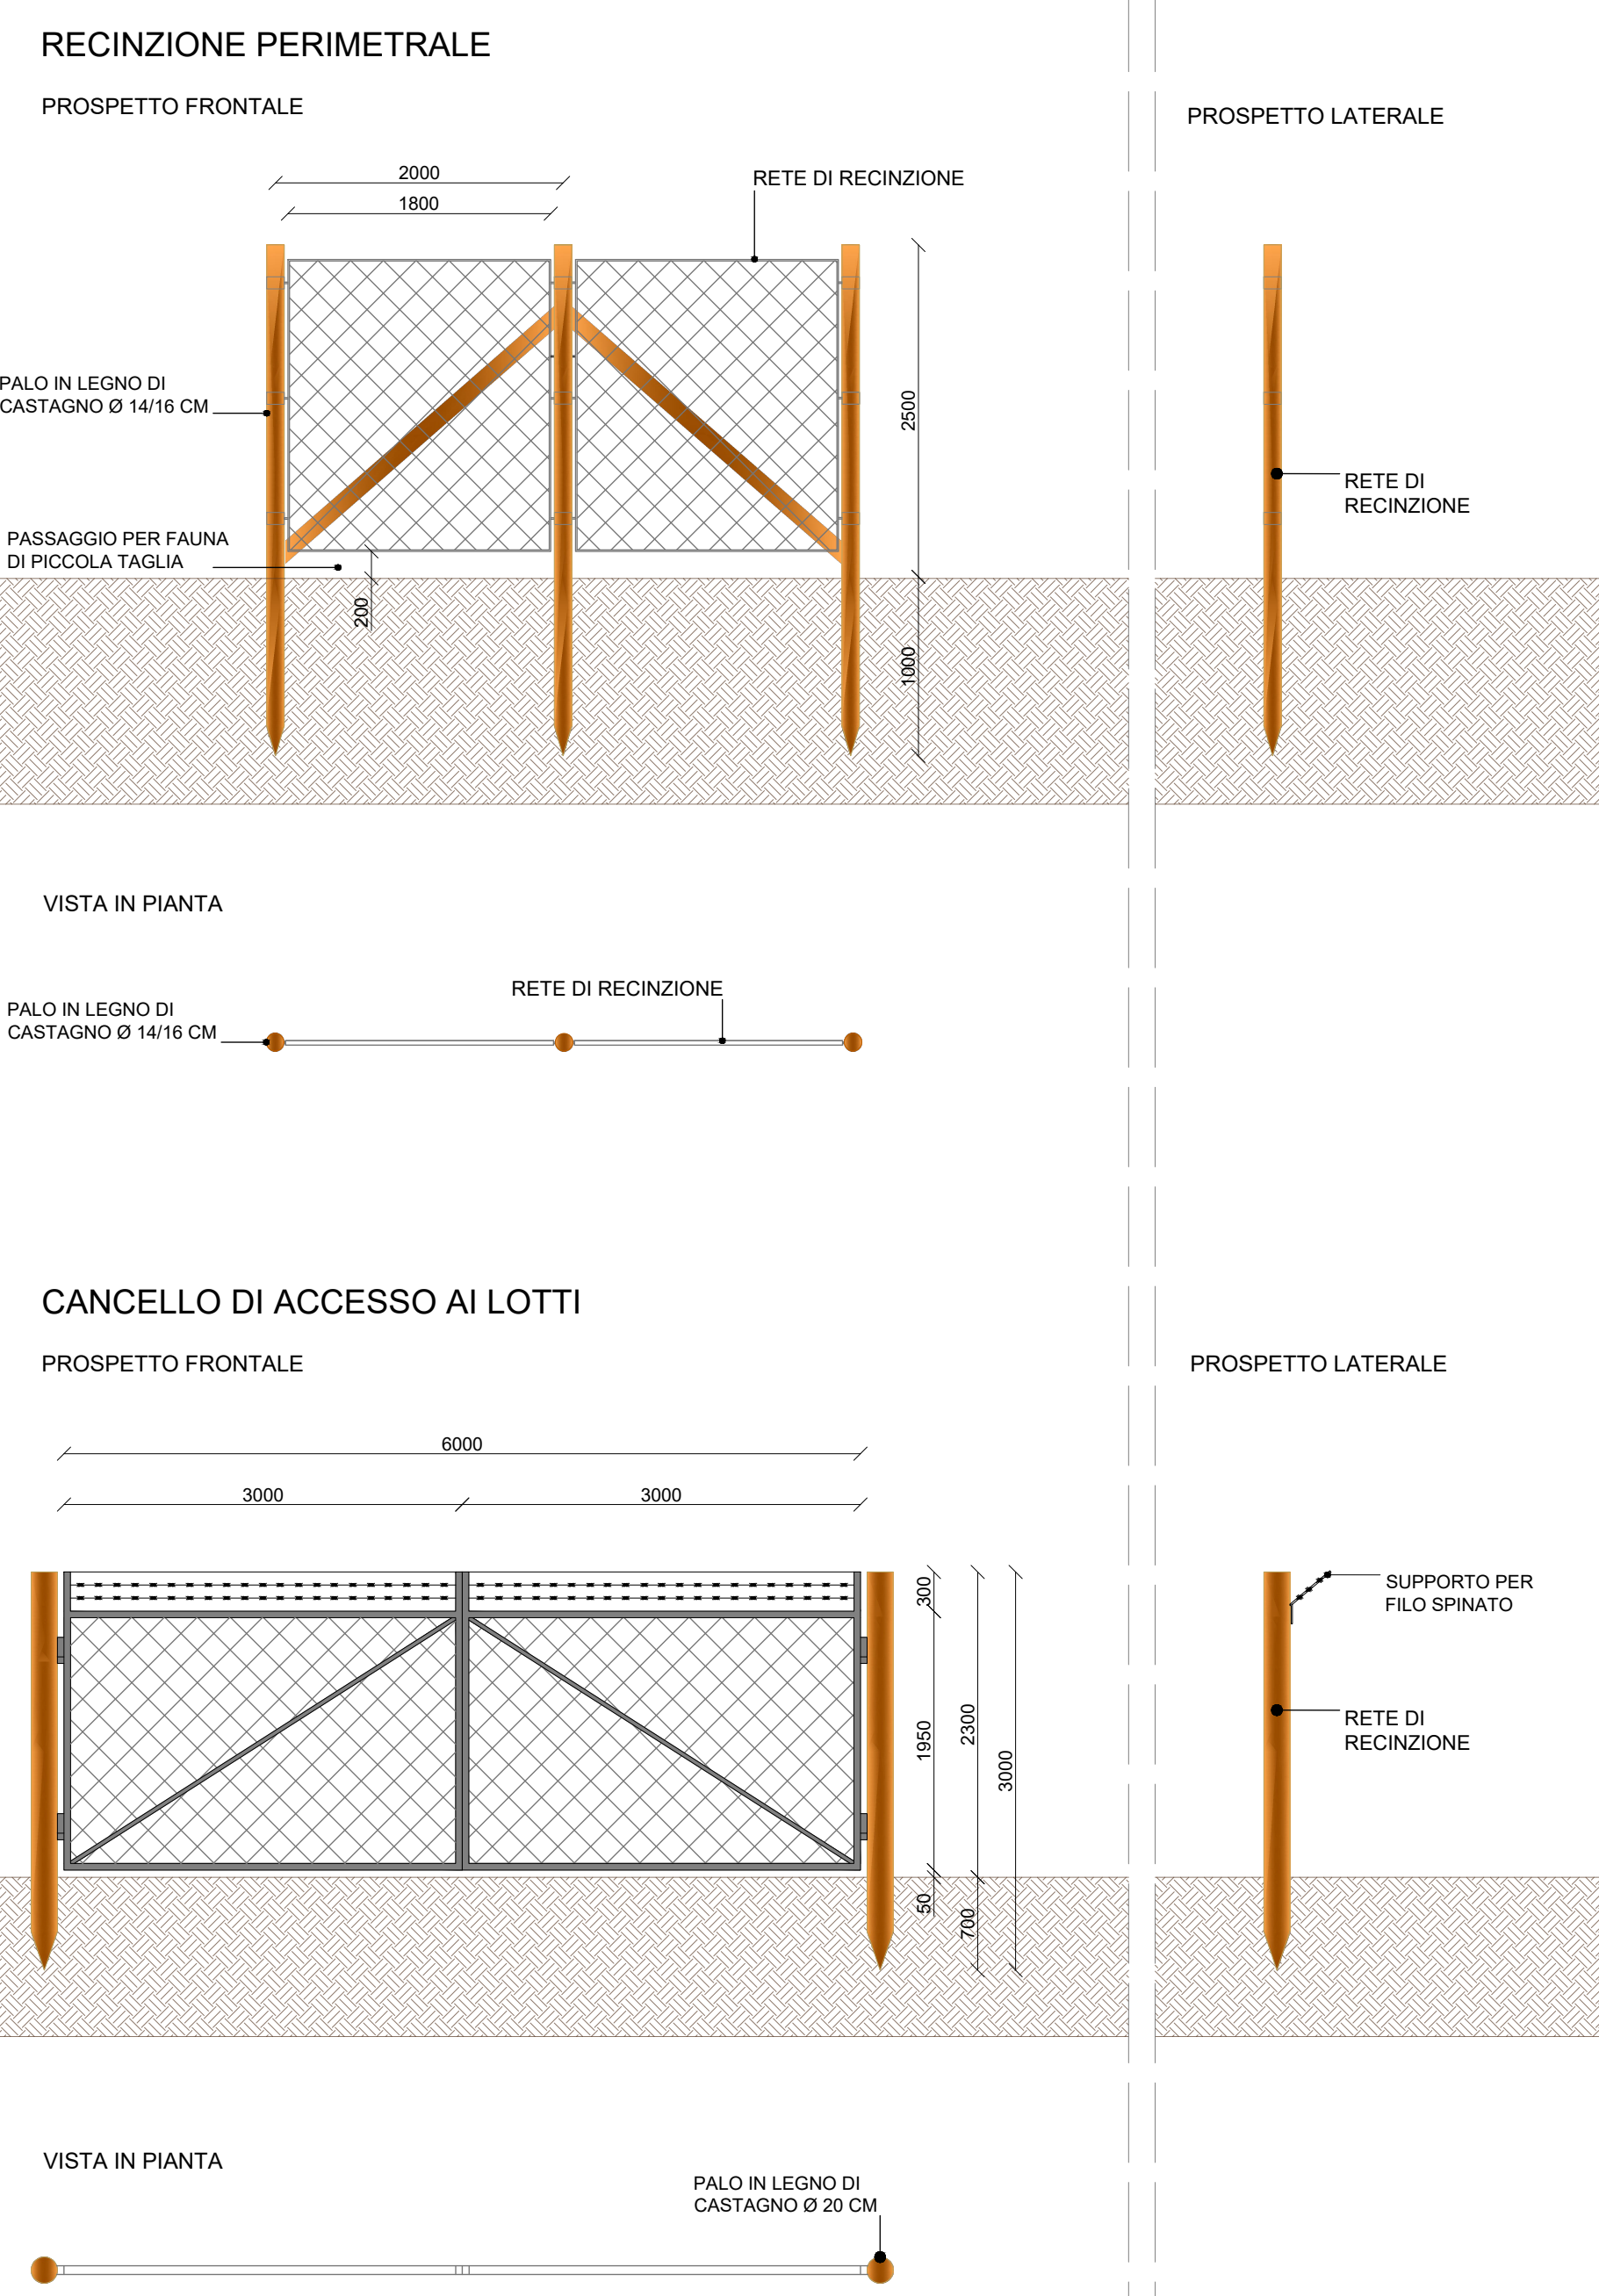 RECINZIONE PERIMETRALE
PROSPETTO FRONTALE
PROSPETTO LATERALE
2000
1800
RETE DI RECINZIONE
PALO IN LEGNO DI
CASTAGNO Ø 14/16 CM
2500
RETE DI
RECINZIONE
PASSAGGIO PER FAUNA
DI PICCOLA TAGLIA
200
1000
VISTA IN PIANTA
RETE DI RECINZIONE
PALO IN LEGNO DI
CASTAGNO Ø 14/16 CM
CANCELLO DI ACCESSO AI LOTTI
PROSPETTO FRONTALE
PROSPETTO LATERALE
6000
3000
3000
300
SUPPORTO PER
FILO SPINATO
1950
2300
3000
RETE DI
RECINZIONE
50
700
VISTA IN PIANTA
PALO IN LEGNO DI
CASTAGNO Ø 20 CM